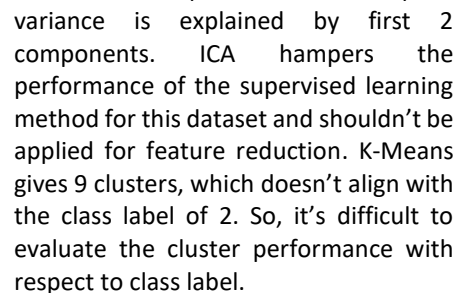 variance is explained by first 2
components. ICA hampers the
performance of the supervised learning
method for this dataset and shouldn't be
applied for feature reduction. K-Means
gives 9 clusters, which doesn't align with
the class label of 2. So, it's difficult to
evaluate the cluster performance with
respect to class label.